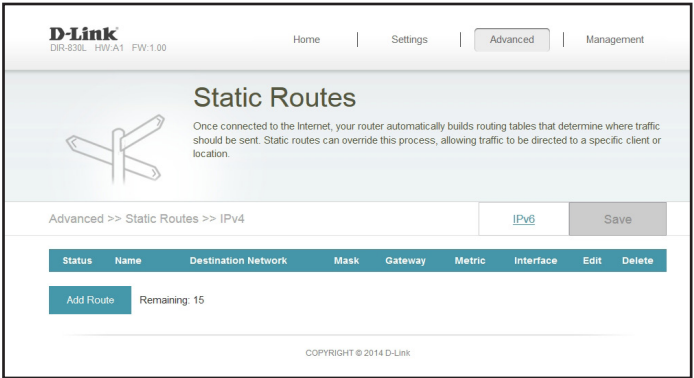 D-Link
DIR-830L HW:A1 FW:1.00
Home Settings Advanced Management
Static Routes
Once connected to the Internet, your router automatically builds routing tables that determine where traffic
should be sent. Static routes can override this process, allowing traffic to be directed to a specific client or
location.
Advanced >> Static Routes >> IPv4 IPv6 Save
Status Name Destination Network Mask Gateway Metric Interface Edit Delete
Add Route Remaining: 15
COPYRIGHT © 2014 D-Link